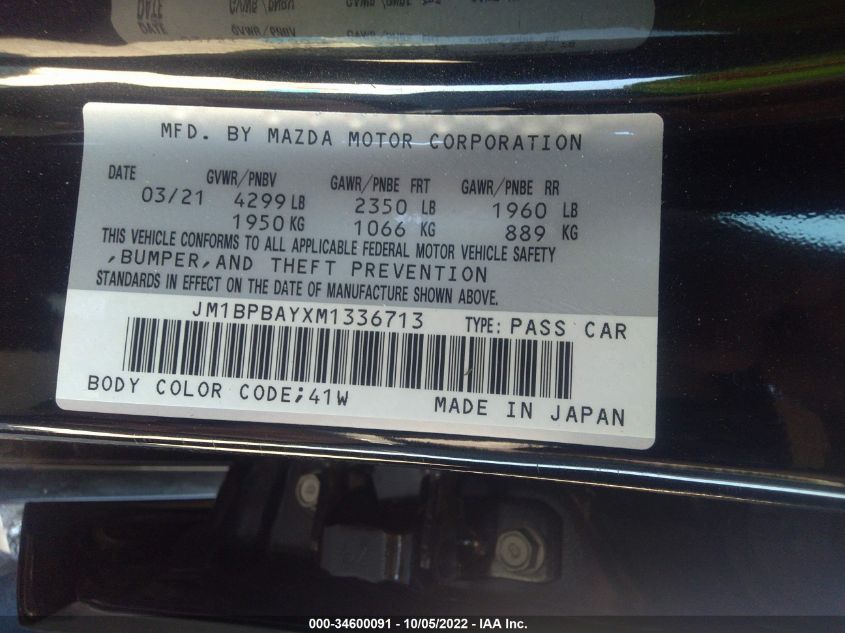 DATE GVWR/PNBV
MFD. BY MAZDA MOTOR CORPORATION
DATE GVWR/PNBV GAWR/PNBE FRT GAWR/PNBE RR
03/21 4299 LB 2350 LB 1960 LB
1950 KG 1066 KG 889 KG
THIS VEHICLE CONFORMS TO ALL APPLICABLE FEDERAL MOTOR VEHICLE SAFETY
,BUMPER,AND THEFT PREVENTION
STANDARDS IN EFFECT ON THE DATE OF MANUFACTURE SHOWN ABOVE.
JM1BPBAYXM1336713 TYPE: PASS CAR
BODY COLOR CODE;41W MADE IN JAPAN
000-34600091 - 10/05/2022 - IAA Inc.